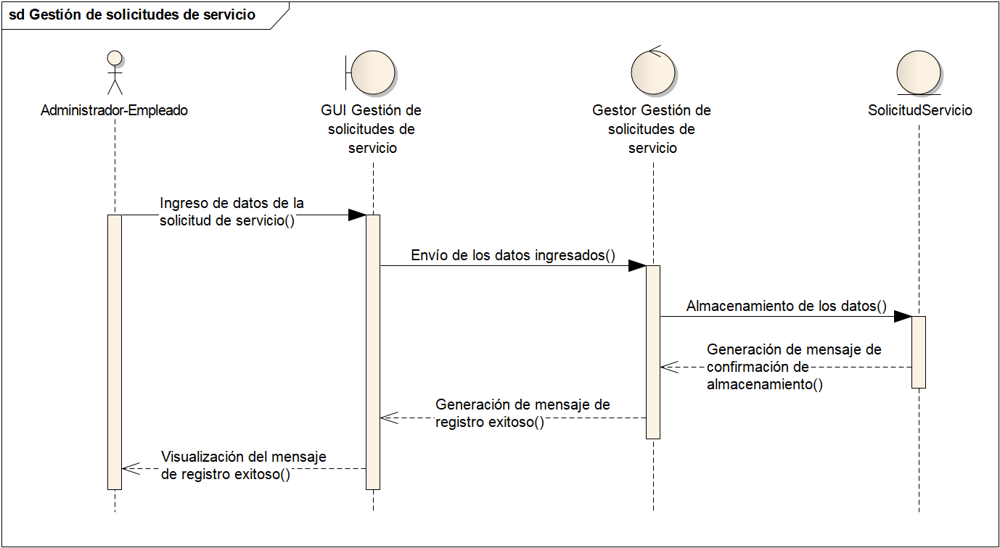 sd Gestión de solicitudes de servicio
Administrador-Empleado
GUI Gestión de
solicitudes de
servicio
Gestor Gestión de
solicitudes de
servicio
SolicitudServicio
Ingreso de datos de la
solicitud de servicio()
Envío de los datos ingresados()
Almacenamiento de los datos()
Generación de mensaje de
confirmación de
almacenamiento()
Generación de mensaje de
registro exitoso()
Visualización del mensaje
de registro exitoso()